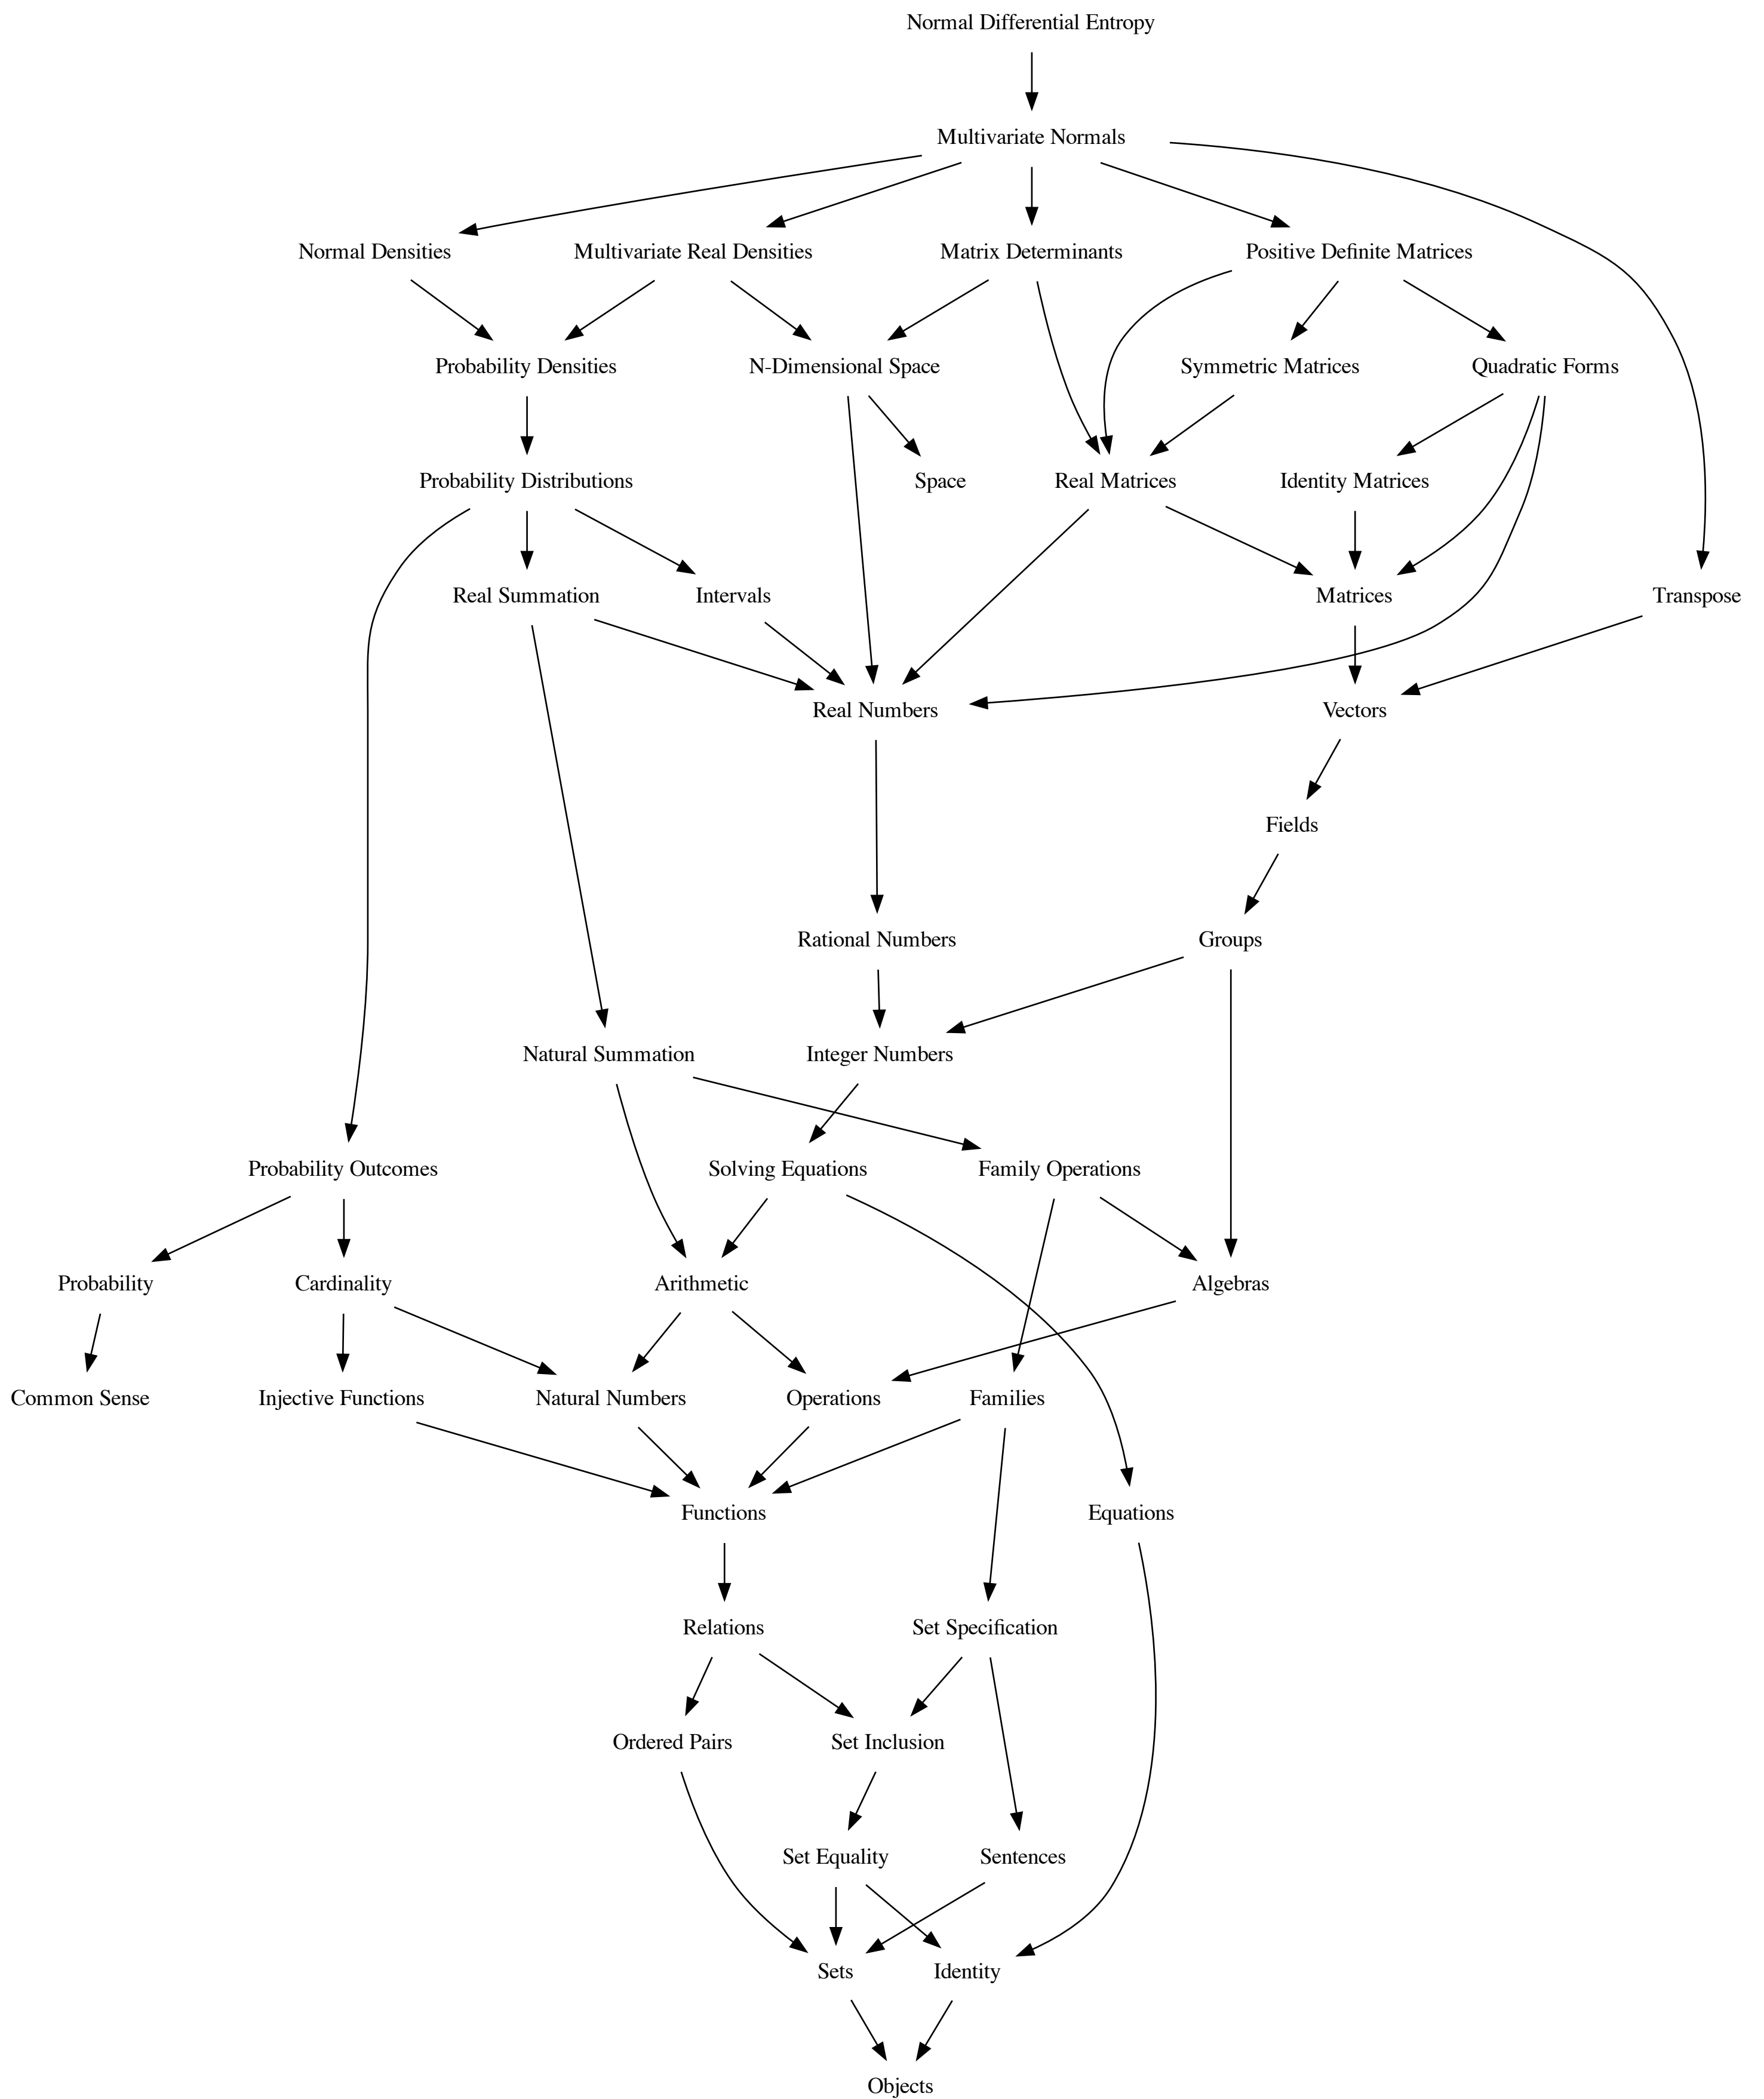 Normal Differential Entropy
Multivariate Normals
Normal Densities
Multivariate Real Densities
Matrix Determinants
Positive Definite Matrices
Probability Densities
N-Dimensional Space
Symmetric Matrices
Quadratic Forms
Probability Distributions
Space
Real Matrices
Identity Matrices
Real Summation
Intervals
Matrices
Transpose
Real Numbers
Vectors
Fields
Rational Numbers
Groups
Natural Summation
Integer Numbers
Probability Outcomes
Solving Equations
Family Operations
Probability
Cardinality
Arithmetic
Algebras
Common Sense
Injective Functions
Natural Numbers
Operations
Families
Functions
Equations
Relations
Set Specification
Ordered Pairs
Set Inclusion
Set Equality
Sentences
Sets
Identity
Objects